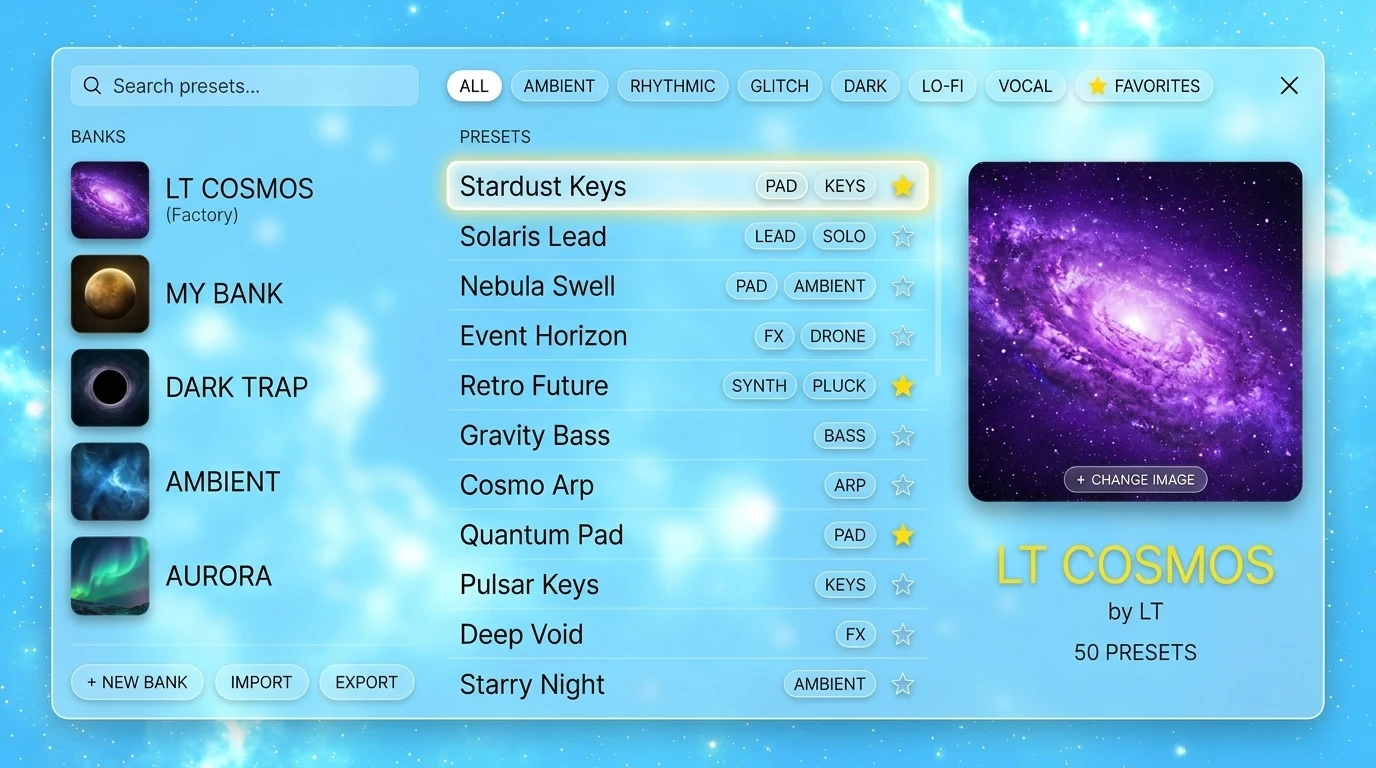 Search presets...
ALL AMBIENT RHYTHMIC GLITCH DARK LO-FI VOCAL FAVORITES
BANKS
LT COSMOS
(Factory)
MY BANK
DARK TRAP
AMBIENT
AURORA
+ NEW BANK IMPORT EXPORT
PRESETS
Stardust Keys PAD KEYS
Solaris Lead LEAD SOLO
Nebula Swell PAD AMBIENT
Event Horizon FX DRONE
Retro Future SYNTH PLUCK
Gravity Bass BASS
Cosmo Arp ARP
Quantum Pad PAD
Pulsar Keys KEYS
Deep Void FX
Starry Night AMBIENT
+ CHANGE IMAGE
LT COSMOS
by LT
50 PRESETS